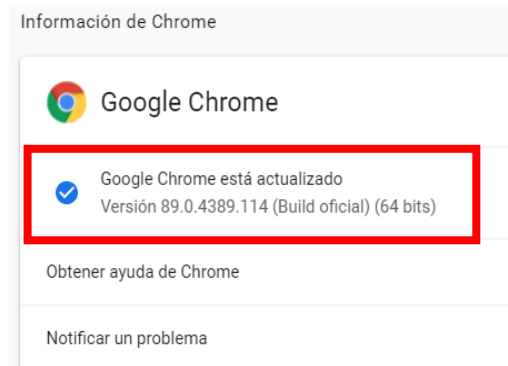 Información de Chrome
Google Chrome
Google Chrome está actualizado
Versión 89.0.4389.114 (Build oficial) (64 bits)
Obtener ayuda de Chrome
Notificar un problema